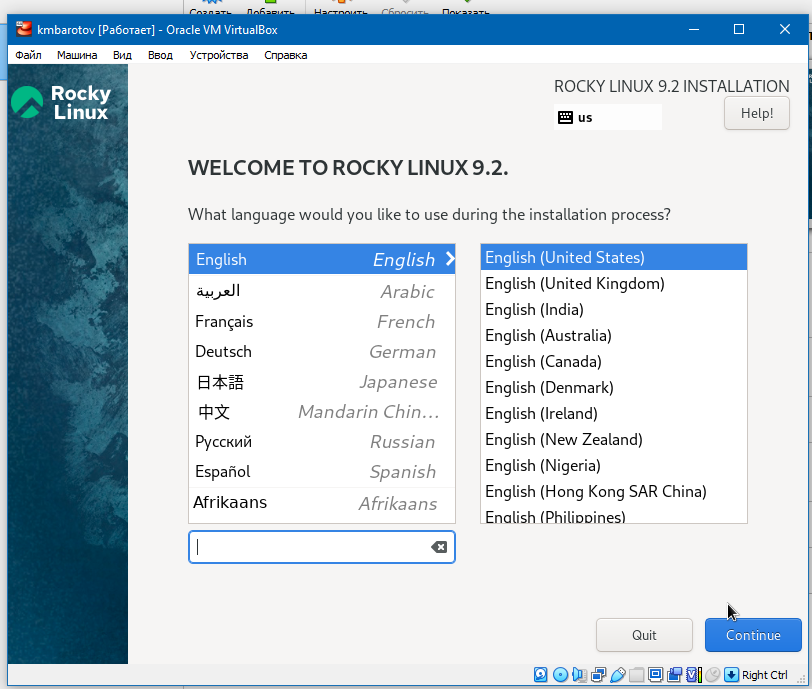 Создать Добавить Настроить Сбросить Показать
kmbarotov [Работает] - Oracle VM VirtualBox
Файл Машина Вид Ввод Устройства Справка
Rocky
Linux
ROCKY LINUX 9.2 INSTALLATION
us
Help!
WELCOME TO ROCKY LINUX 9.2.
What language would you like to use during the installation process?
English English
العربية Arabic
Français French
Deutsch German
日本語 Japanese
中文 Mandarin Chin...
Русский Russian
Español Spanish
Afrikaans Afrikaans
English (United States)
English (United Kingdom)
English (India)
English (Australia)
English (Canada)
English (Denmark)
English (Ireland)
English (New Zealand)
English (Nigeria)
English (Hong Kong SAR China)
English (Philippines)
Quit Continue
Right Ctrl